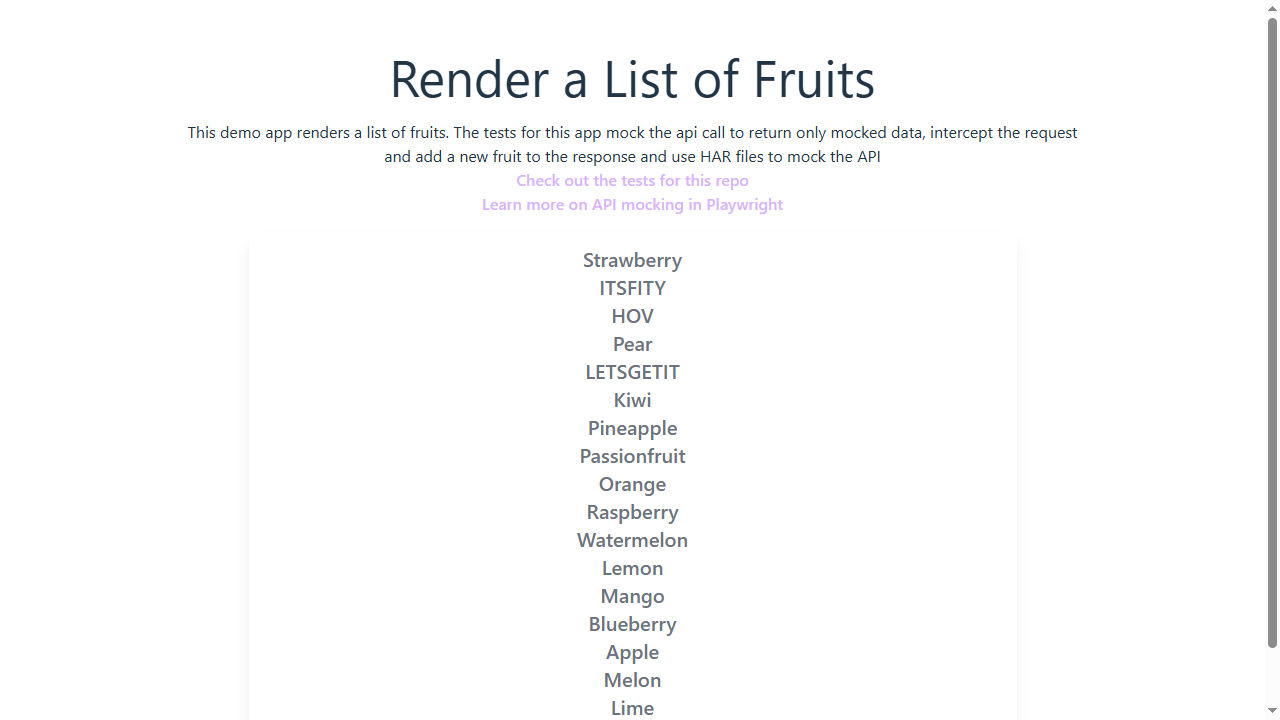 Render a List of Fruits
This demo app renders a list of fruits. The tests for this app mock the api call to return only mocked data, intercept the request
and add a new fruit to the response and use HAR files to mock the API
Check out the tests for this repo
Learn more on API mocking in Playwright
Strawberry
ITSFITY
HOV
Pear
LETSGETIT
Kiwi
Pineapple
Passionfruit
Orange
Raspberry
Watermelon
Lemon
Mango
Blueberry
Apple
Melon
Lime